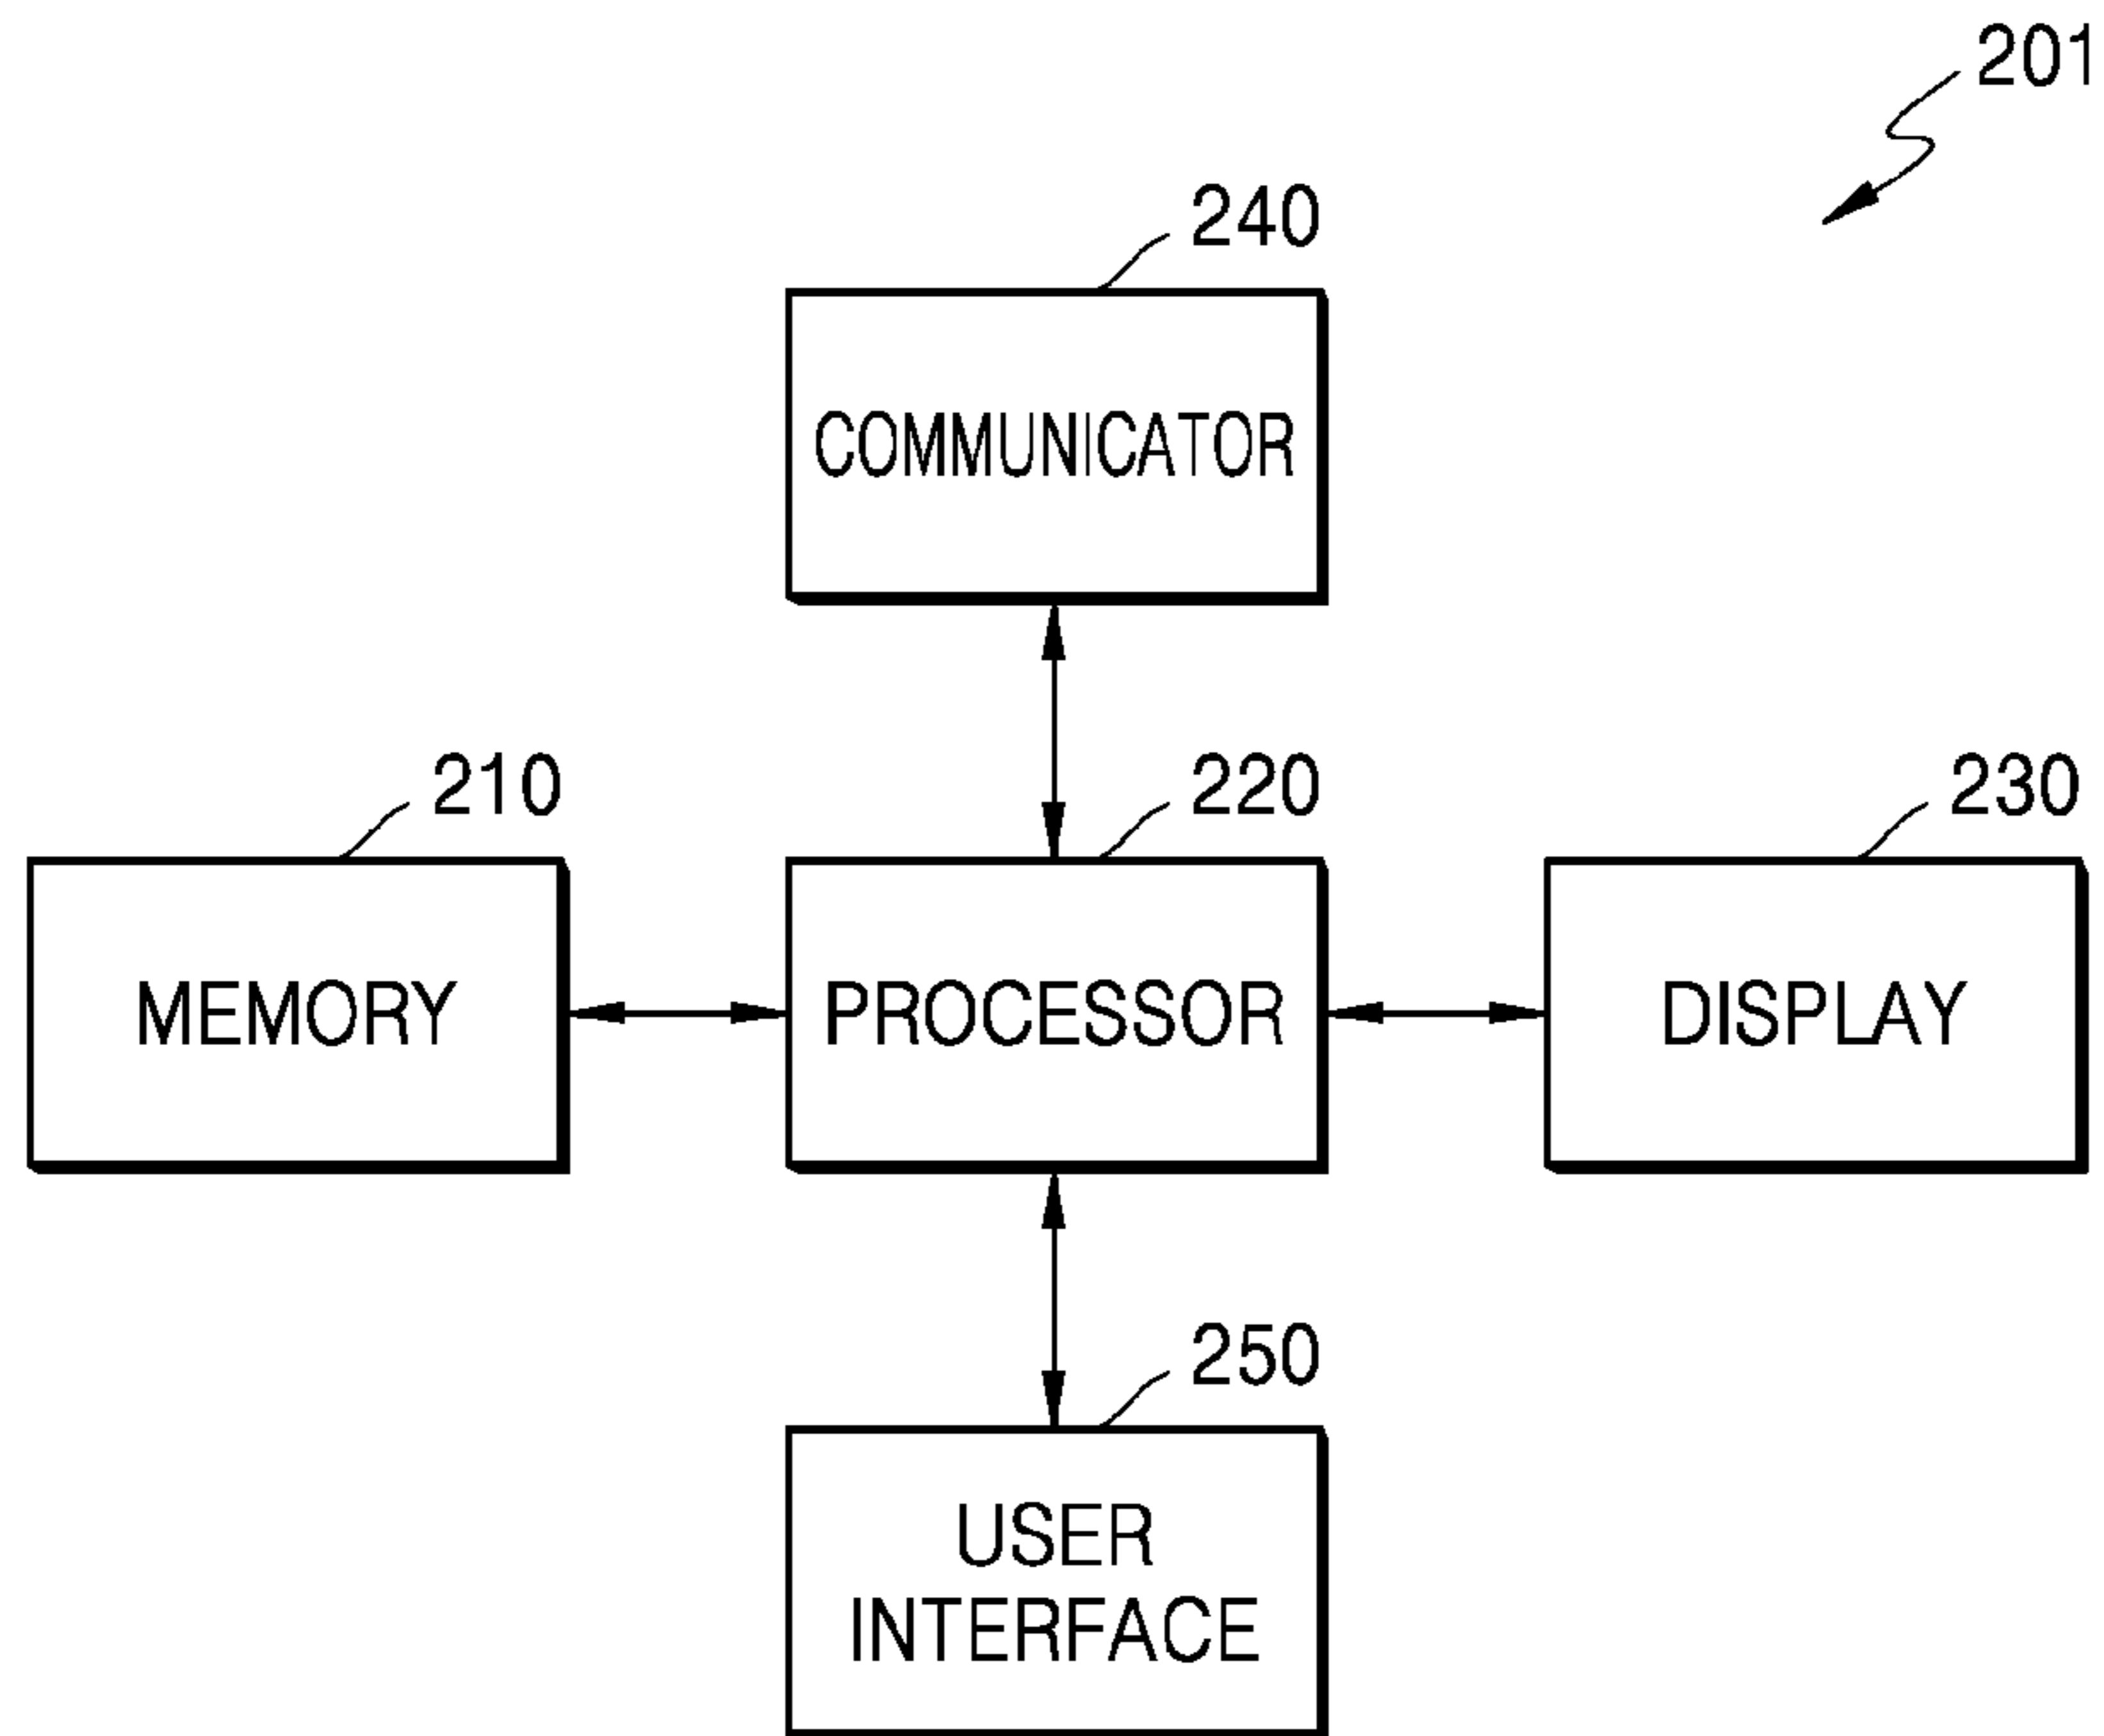 201
240
COMMUNICATOR
210
220
230
MEMORY
PROCESSOR
DISPLAY
250
USER
INTERFACE